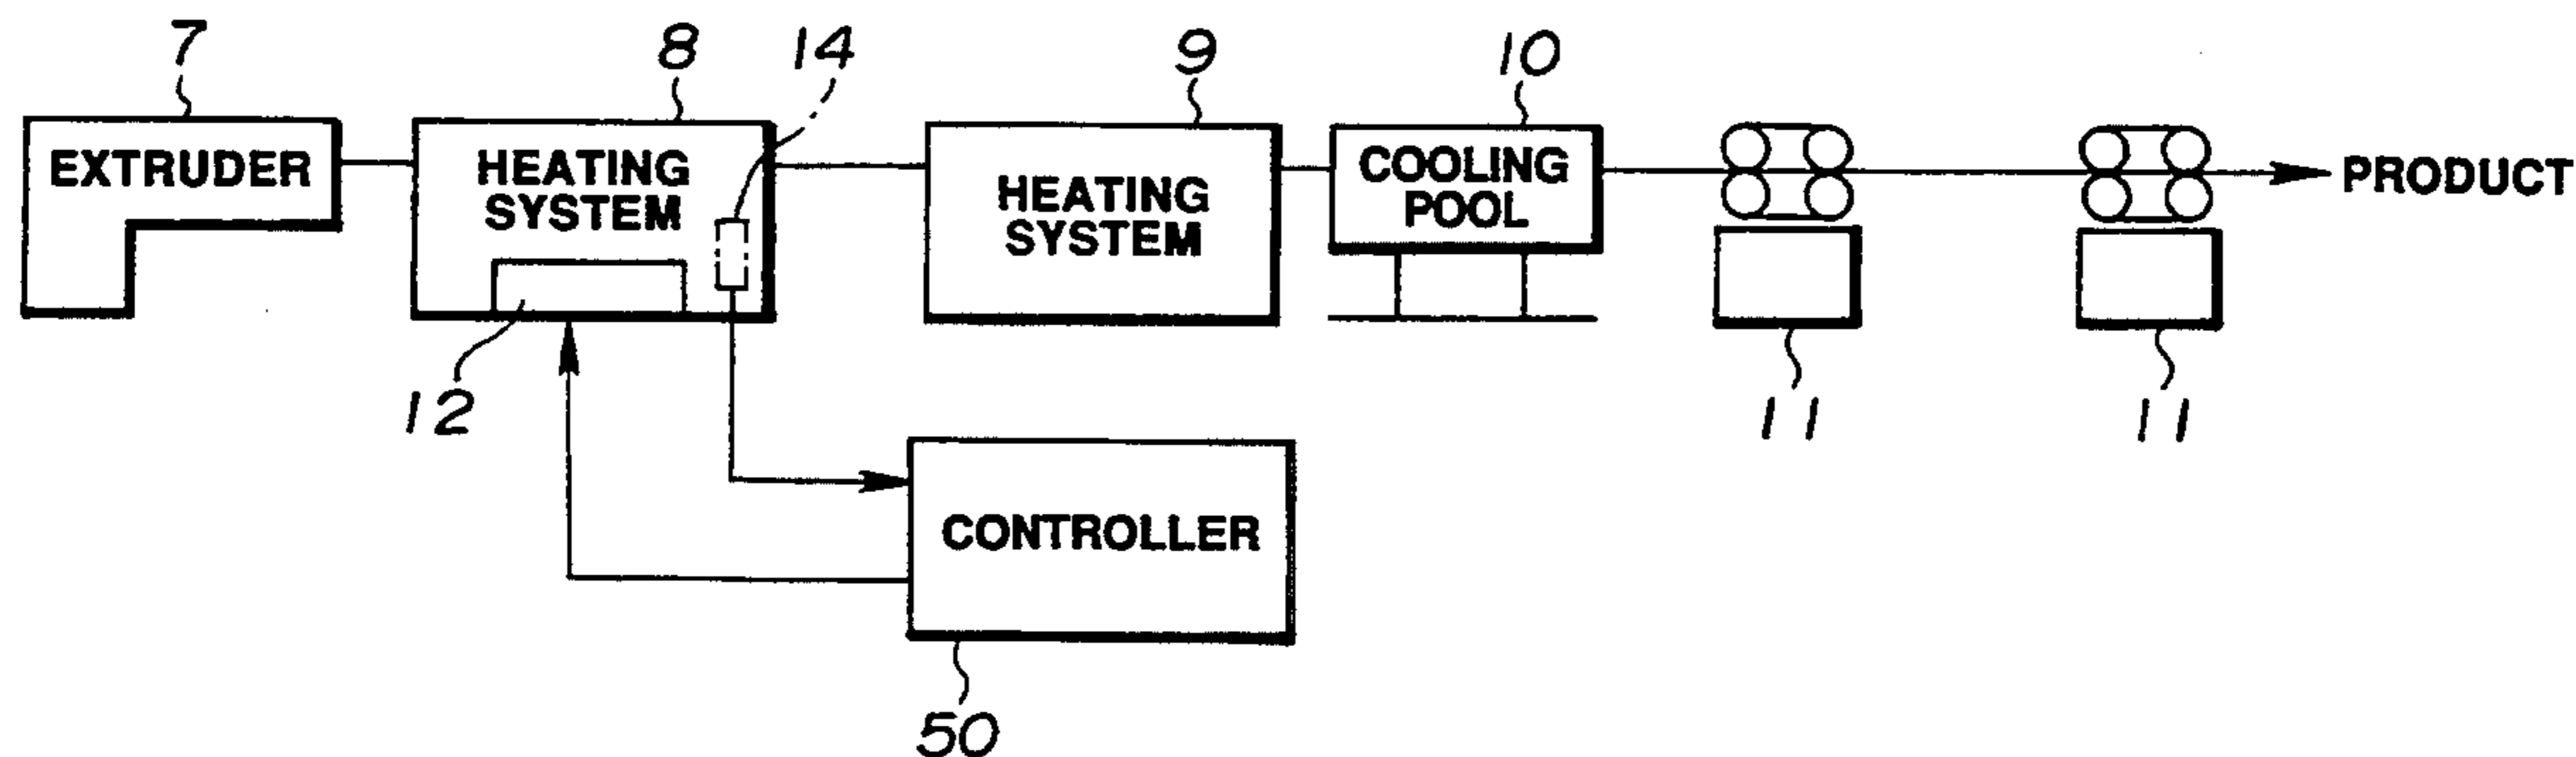 7
8
14
9
10
EXTRUDER
HEATING
SYSTEM
HEATING
SYSTEM
COOLING
POOL
PRODUCT
12
11
11
CONTROLLER
50